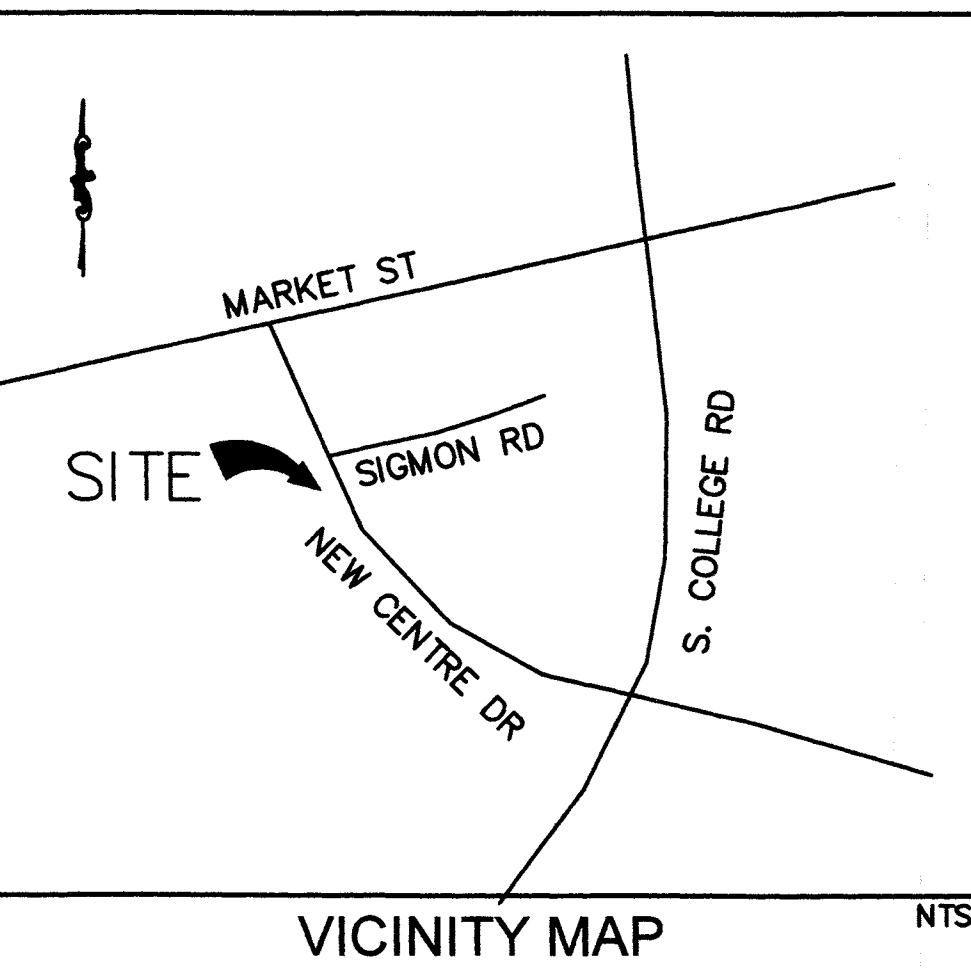 MARKET ST
SIGMON RD
SITE
S. COLLEGE RD
NEW CENTRE DR
NTS
VICINITY MAP